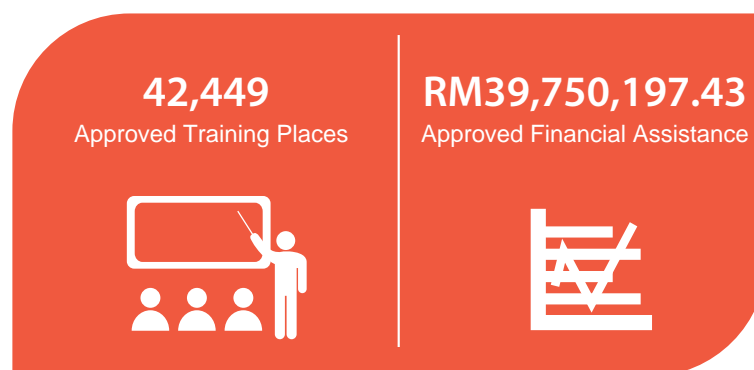 42,449
Approved Training Places
RM39,750,197.43
Approved Financial Assistance